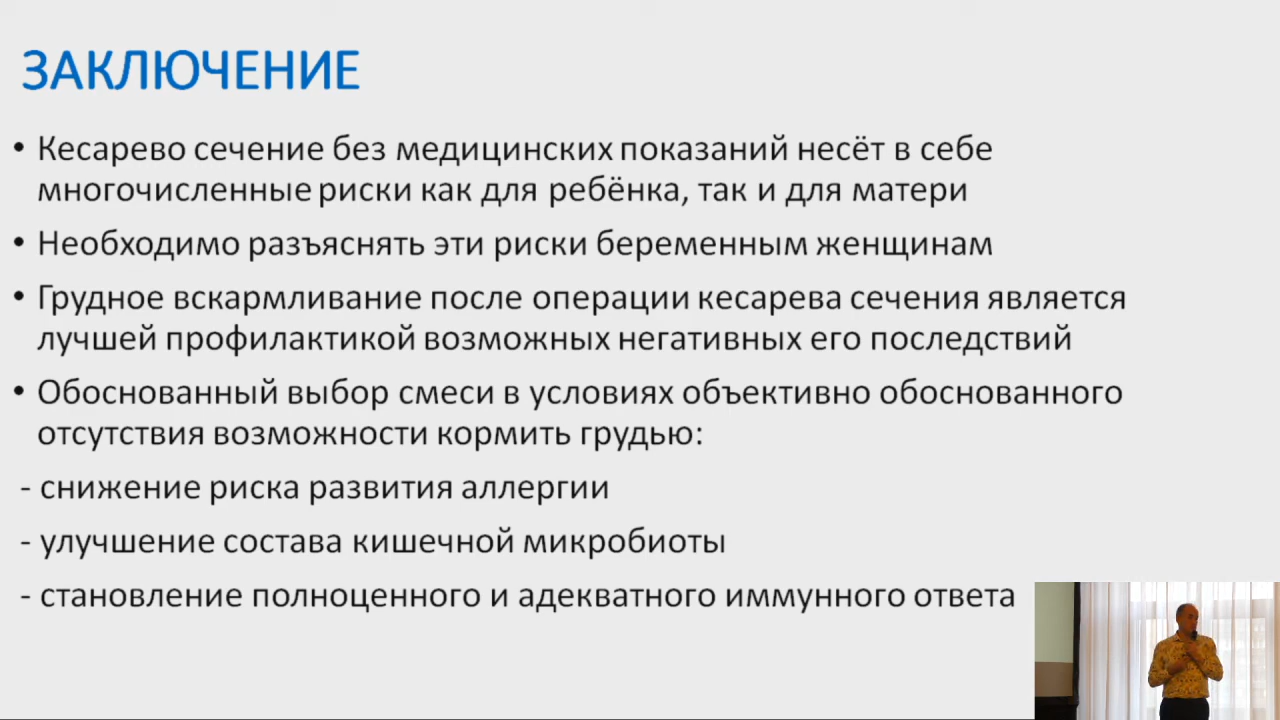 ЗАКЛЮЧЕНИЕ
• Кесарево сечение без медицинских показаний несёт в себе
многочисленные риски как для ребёнка, так и для матери
• Необходимо разъяснять эти риски беременным женщинам
• Грудное вскармливание после операции кесарева сечения является
лучшей профилактикой возможных негативных его последствий
• Обоснованный выбор смеси в условиях объективно обоснованного
отсутствия возможности кормить грудью:
- снижение риска развития аллергии
- улучшение состава кишечной микробиоты
- становление полноценного и адекватного иммунного ответа